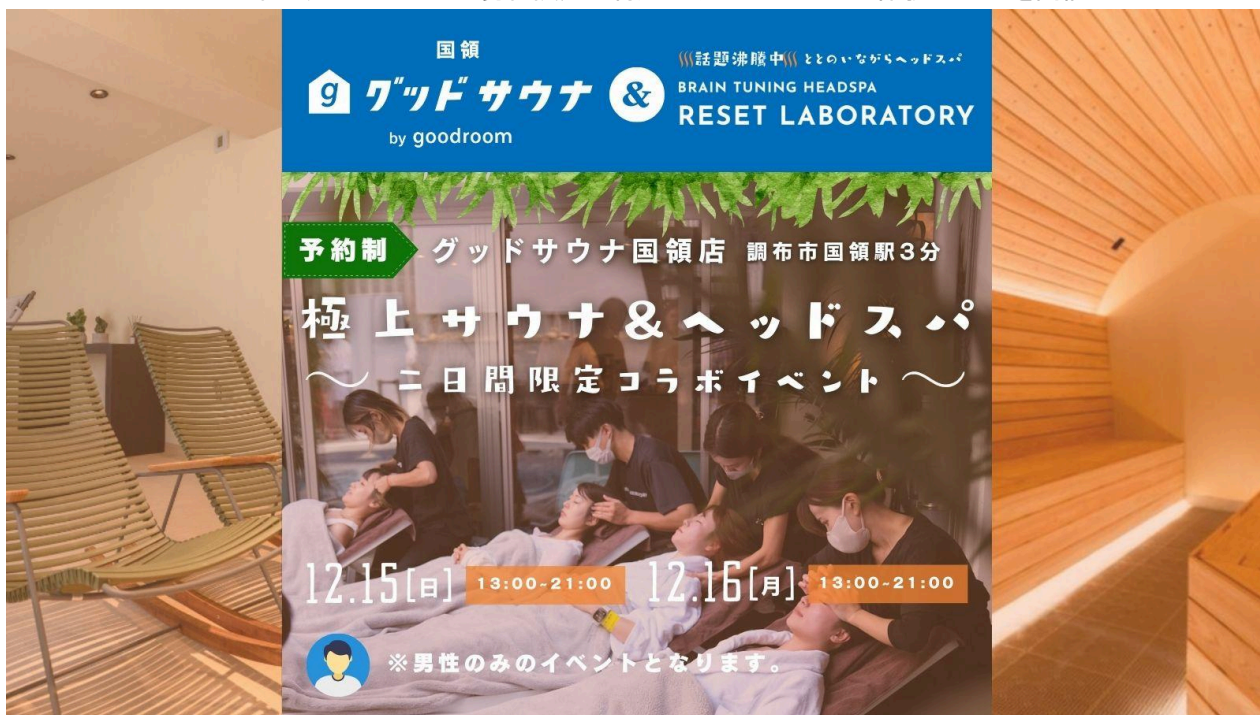 国領
g グッドサウナ
by goodroom
&
話題沸騰中 ととのいながらヘッドスパ
BRAIN TUNING HEADSPA
RESET LABORATORY
予約制 グッドサウナ国領店 調布市国領駅3分
極上サウナ&ヘッドスパ
〜二日間限定コラボイベント〜
12.15[日] 13:00~21:00 12.16[月] 13:00~21:00
※男性のみのイベントとなります。